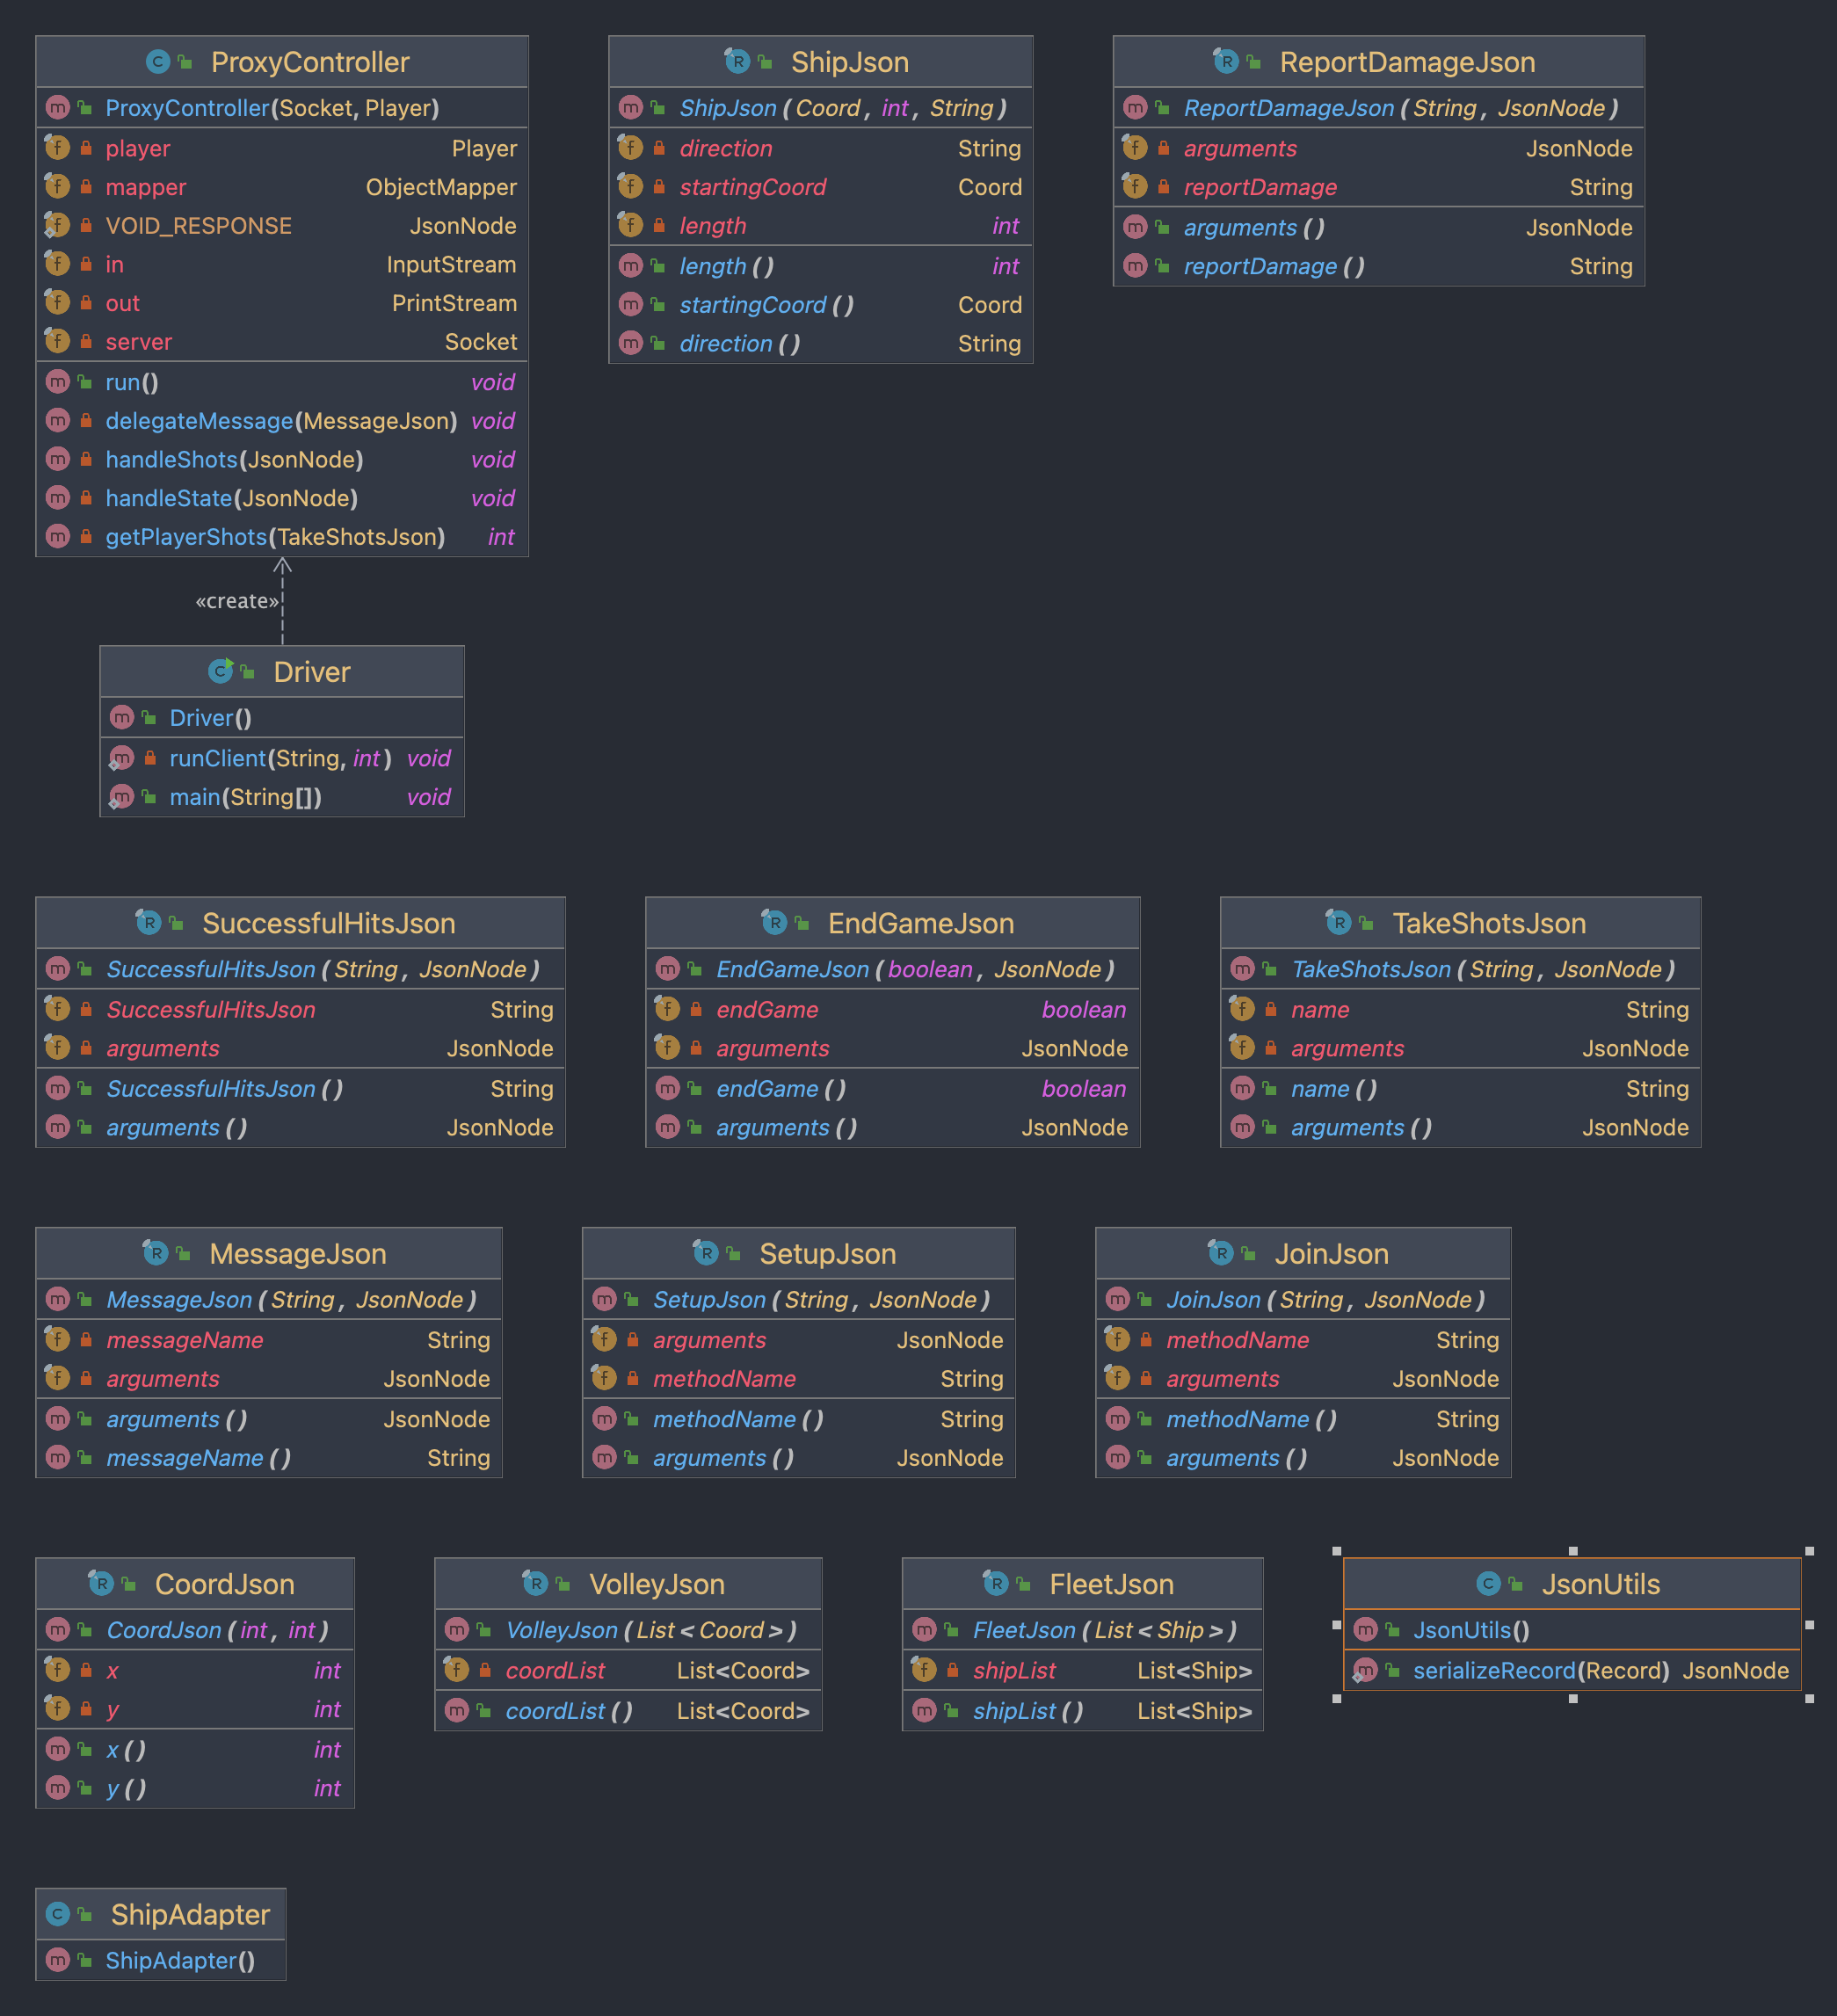 ProxyController
ProxyController(Socket, Player)
player Player
mapper ObjectMapper
VOID_RESPONSE JsonNode
in InputStream
out PrintStream
server Socket
run() void
delegateMessage(MessageJson) void
handleShots(JsonNode) void
handleState(JsonNode) void
getPlayerShots(TakeShotsJson) int
ShipJson
ShipJson(Coord, int, String)
direction String
startingCoord Coord
length int
length() int
startingCoord() Coord
direction() String
ReportDamageJson
ReportDamageJson(String, JsonNode)
arguments JsonNode
reportDamage String
arguments() JsonNode
reportDamage() String
«create»
Driver
Driver()
runClient(String, int) void
main(String[]) void
SuccessfulHitsJson
SuccessfulHitsJson(String, JsonNode)
SuccessfulHitsJson String
arguments JsonNode
SuccessfulHitsJson() String
arguments() JsonNode
EndGameJson
EndGameJson(boolean, JsonNode)
endGame boolean
arguments JsonNode
endGame() boolean
arguments() JsonNode
TakeShotsJson
TakeShotsJson(String, JsonNode)
name String
arguments JsonNode
name() String
arguments() JsonNode
MessageJson
MessageJson(String, JsonNode)
messageName String
arguments JsonNode
arguments() JsonNode
messageName() String
SetupJson
SetupJson(String, JsonNode)
arguments JsonNode
methodName String
methodName() String
arguments() JsonNode
JoinJson
JoinJson(String, JsonNode)
methodName String
arguments JsonNode
methodName() String
arguments() JsonNode
CoordJson
CoordJson(int, int)
x int
y int
x() int
y() int
VolleyJson
VolleyJson(List<Coord>)
coordList List<Coord>
coordList() List<Coord>
FleetJson
FleetJson(List<Ship>)
shipList List<Ship>
shipList() List<Ship>
JsonUtils
JsonUtils()
serializeRecord(Record) JsonNode
ShipAdapter
ShipAdapter()